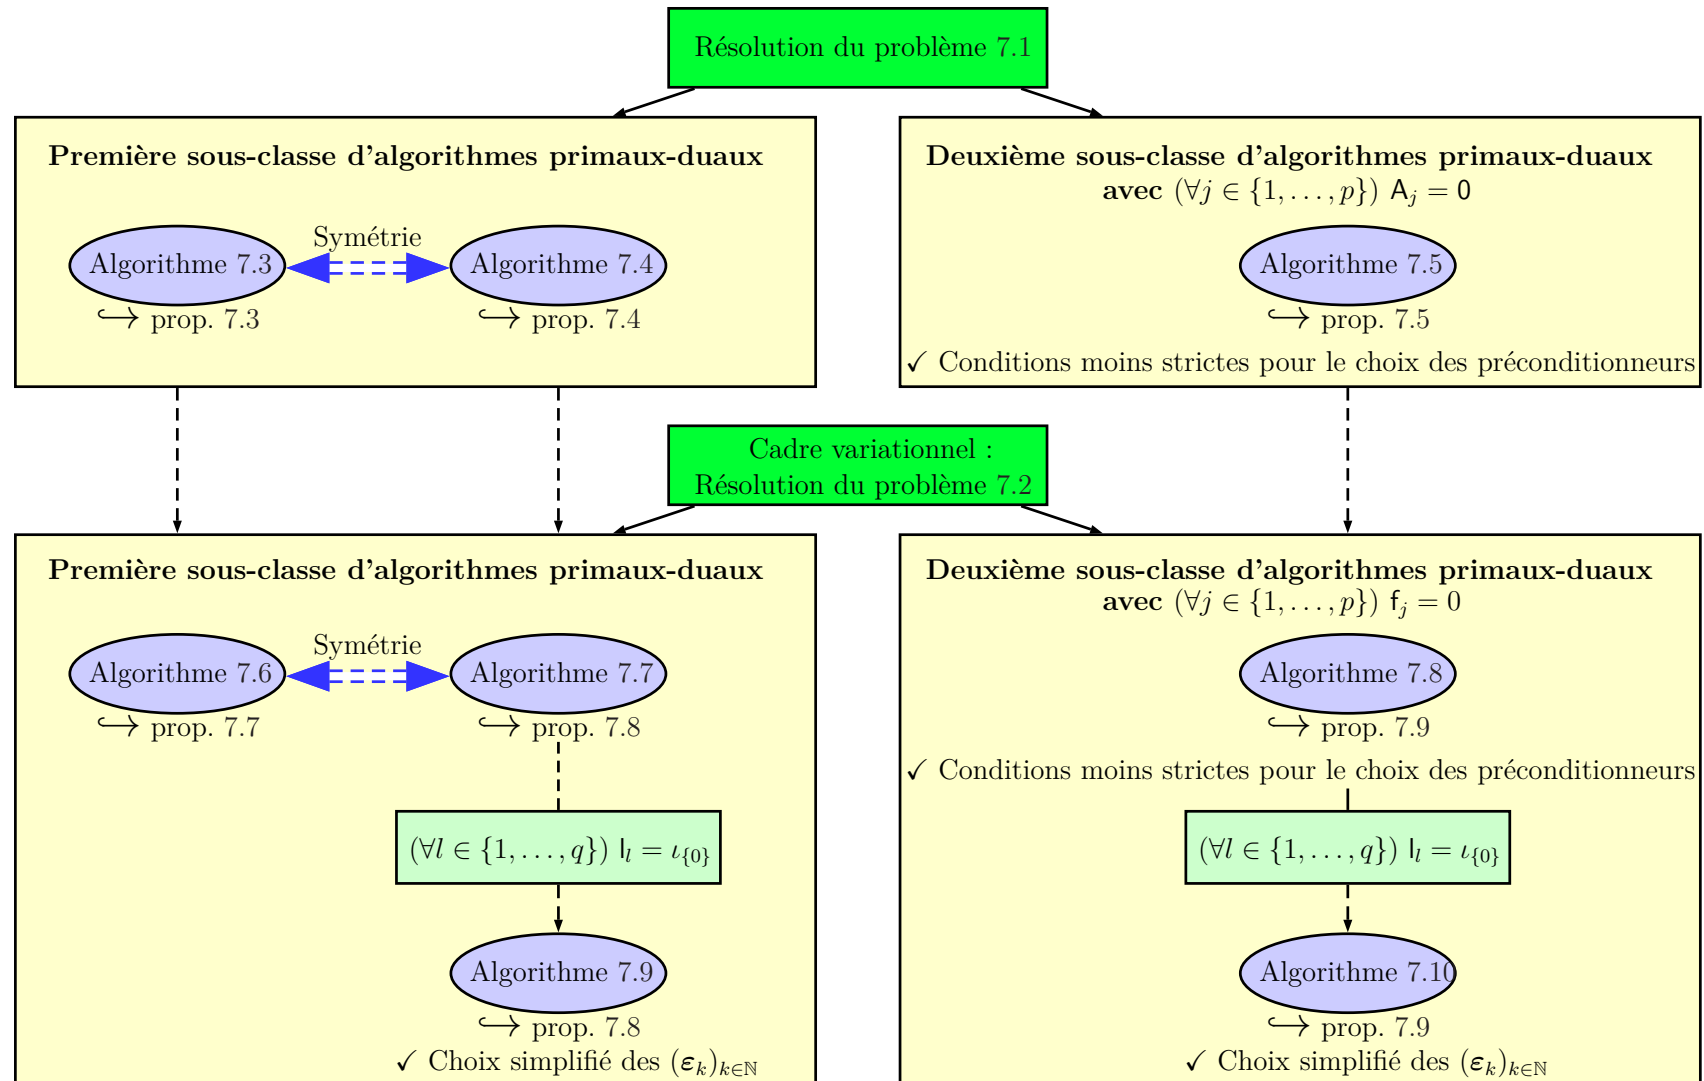 Résolution du problème 7.1
Première sous-classe d'algorithmes primaux-duaux
Symétrie
Algorithme 7.3
Algorithme 7.4
↪ prop. 7.3
↪ prop. 7.4
Deuxième sous-classe d'algorithmes primaux-duaux
avec (∀j ∈ {1, . . . , p}) A_j = 0
Algorithme 7.5
↪ prop. 7.5
✓ Conditions moins strictes pour le choix des préconditionneurs
Cadre variationnel :
Résolution du problème 7.2
Première sous-classe d'algorithmes primaux-duaux
Symétrie
Algorithme 7.6
Algorithme 7.7
↪ prop. 7.7
↪ prop. 7.8
(∀l ∈ {1, . . . , q}) l_l = ι_{{0}}
Algorithme 7.9
↪ prop. 7.8
✓ Choix simplifié des (ε_k)_{k∈ℕ}
Deuxième sous-classe d'algorithmes primaux-duaux
avec (∀j ∈ {1, . . . , p}) f_j = 0
Algorithme 7.8
↪ prop. 7.9
✓ Conditions moins strictes pour le choix des préconditionneurs
(∀l ∈ {1, . . . , q}) l_l = ι_{{0}}
Algorithme 7.10
↪ prop. 7.9
✓ Choix simplifié des (ε_k)_{k∈ℕ}